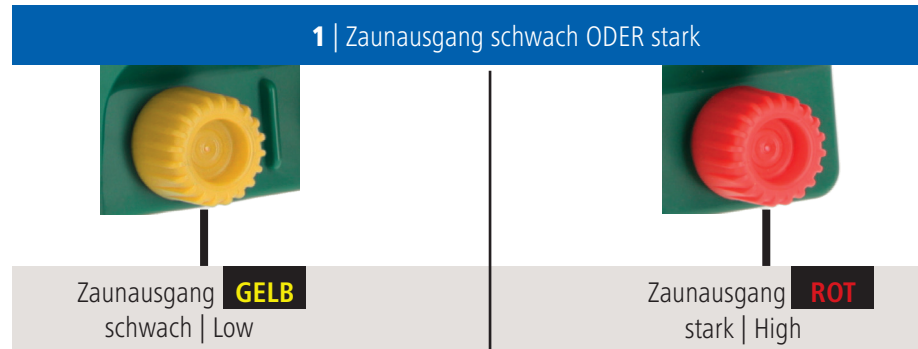 1 | Zaunausgang schwach ODER stark
Zaunausgang GELB
schwach | Low
Zaunausgang ROT
stark | High